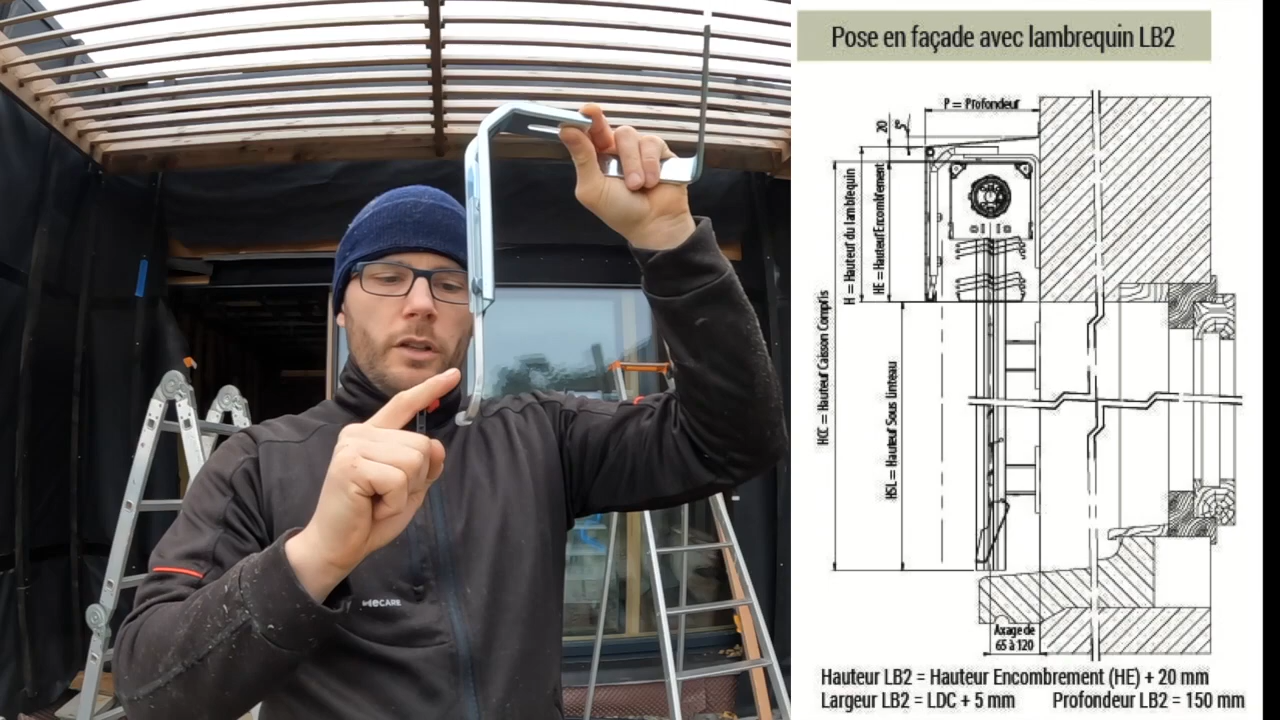 Pose en façade avec lambrequin LB2
P = Profondeur
20
5°
H = Hauteur du lambrequin
HE = Hauteur Encombrement
HCC = Hauteur Caisson Compris
HSL = Hauteur Sous Linteau
Axage de
65 à 120
Hauteur LB2 = Hauteur Encombrement (HE) + 20 mm
Largeur LB2 = LDC + 5 mm Profondeur LB2 = 150 mm